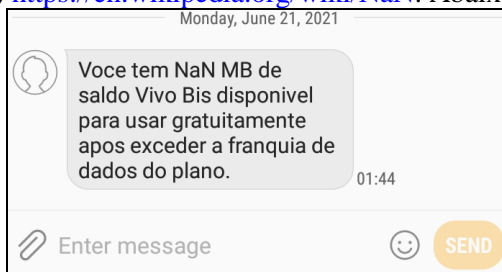 https://en.wikipedia.org/wiki/NaN.
Monday, June 21, 2021
Voce tem NaN MB de
saldo Vivo Bis disponivel
para usar gratuitamente
apos exceder a franquia de
dados do plano.
01:44
Enter message
SEND